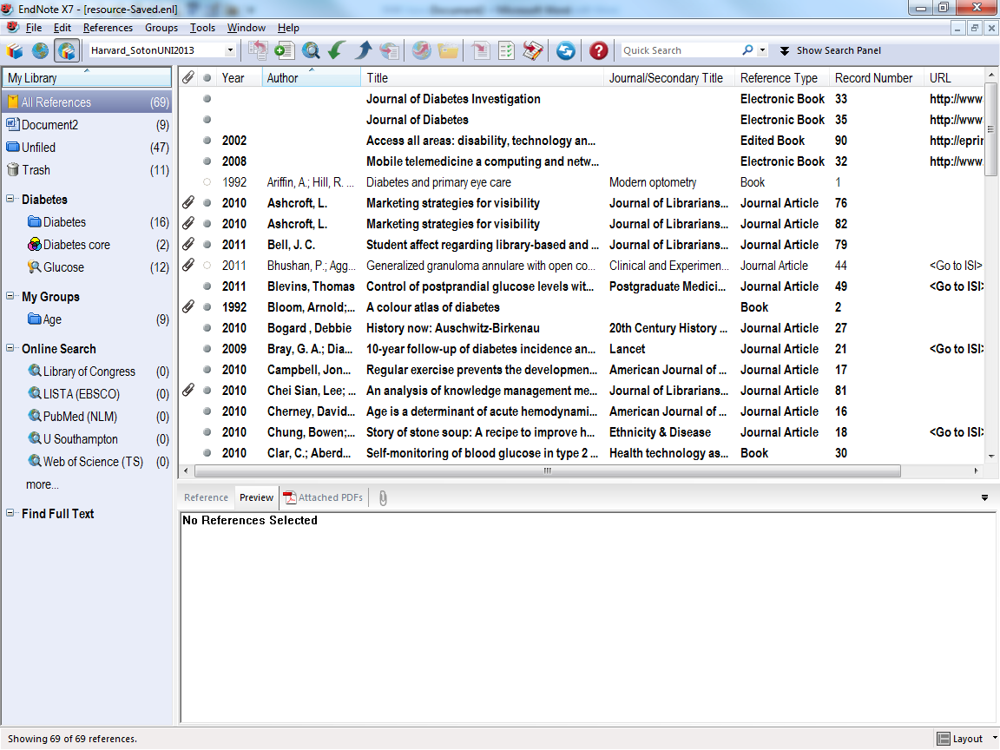 EndNote X7 - [resource-Saved.enl]
File Edit References Groups Tools Window Help
Harvard_SotonUNI2013 Quick Search Show Search Panel
My Library
All References (69)
Document2 (9)
Unfiled (47)
Trash (11)
Diabetes
Diabetes (16)
Diabetes core (2)
Glucose (12)
My Groups
Age (9)
Online Search
Library of Congress (0)
LISTA (EBSCO) (0)
PubMed (NLM) (0)
U Southampton (0)
Web of Science (TS) (0)
more...
Find Full Text
Year Author Title Journal/Secondary Title Reference Type Record Number URL
Journal of Diabetes Investigation Electronic Book 33 http://www
Journal of Diabetes Electronic Book 35 http://www
2002 Access all areas: disability, technology an... Edited Book 90 http://eprin
2008 Mobile telemedicine a computing and netw... Electronic Book 32 http://www.
1992 Ariffin, A.; Hill, R. ... Diabetes and primary eye care Modern optometry Book 1
2010 Ashcroft, L. Marketing strategies for visibility Journal of Librarians... Journal Article 76
2010 Ashcroft, L. Marketing strategies for visibility Journal of Librarians... Journal Article 82
2011 Bell, J. C. Student affect regarding library-based and ... Journal of Librarians... Journal Article 79
2011 Bhushan, P.; Agg... Generalized granuloma annulare with open co... Clinical and Experimen... Journal Article 44 <Go to ISI>
2011 Blevins, Thomas Control of postprandial glucose levels wit... Postgraduate Medici... Journal Article 49 <Go to ISI>
1992 Bloom, Arnold;... A colour atlas of diabetes Book 2
2010 Bogard , Debbie History now: Auschwitz-Birkenau 20th Century History ... Journal Article 27
2009 Bray, G. A.; Dia... 10-year follow-up of diabetes incidence an... Lancet Journal Article 21 <Go to ISI>
2010 Campbell, Jon... Regular exercise prevents the developmen... American Journal of ... Journal Article 17
2010 Chei Sian, Lee; ... An analysis of knowledge management me... Journal of Librarians... Journal Article 81
2010 Cherney, David... Age is a determinant of acute hemodynami... American Journal of ... Journal Article 16
2010 Chung, Bowen;... Story of stone soup: A recipe to improve h... Ethnicity & Disease Journal Article 18 <Go to ISI>
2010 Clar, C.; Aberd... Self-monitoring of blood glucose in type 2 ... Health technology as... Book 30
Reference Preview Attached PDFs
No References Selected
Showing 69 of 69 references. Layout